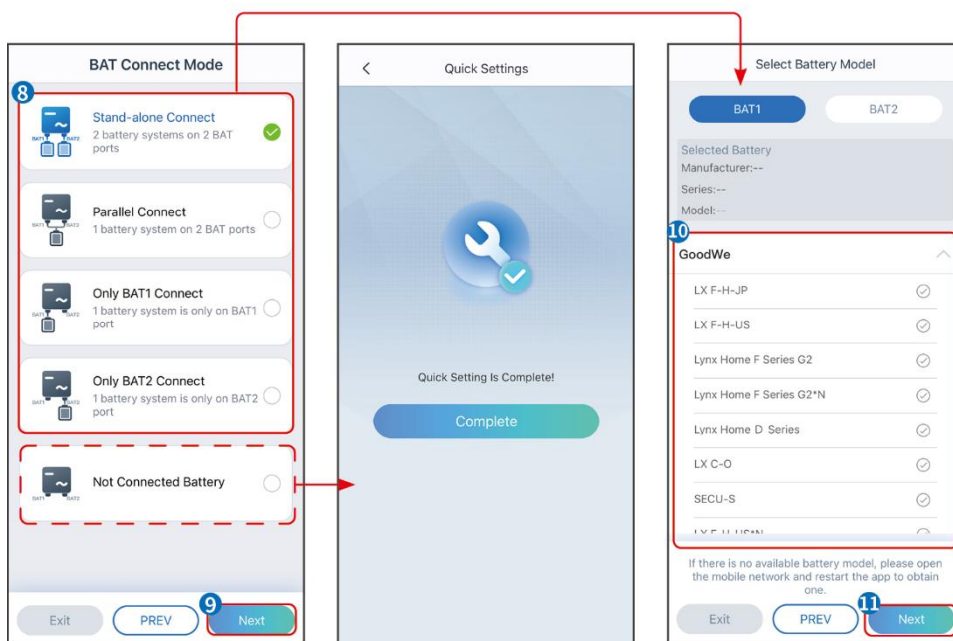 BAT Connect Mode
8
Stand-alone Connect
2 battery systems on 2 BAT
ports
BAT1 BAT2
Parallel Connect
1 battery system on 2 BAT ports
BAT1 BAT2
Only BAT1 Connect
1 battery system is only on BAT1
port
BAT1 BAT2
Only BAT2 Connect
1 battery system is only on BAT2
port
BAT1 BAT2
Not Connected Battery
BAT1 BAT2
9
Exit
PREV
Next
Quick Settings
Quick Setting Is Complete!
Complete
Select Battery Model
BAT1
BAT2
Selected Battery
Manufacturer:--
Series:--
Model:--
10
GoodWe
LX F-H-JP
LX F-H-US
Lynx Home F Series G2
Lynx Home F Series G2*N
Lynx Home D Series
LX C-O
SECU-S
LX F-H-US*N
If there is no available battery model, please open
the mobile network and restart the app to obtain
one.
11
Exit
PREV
Next